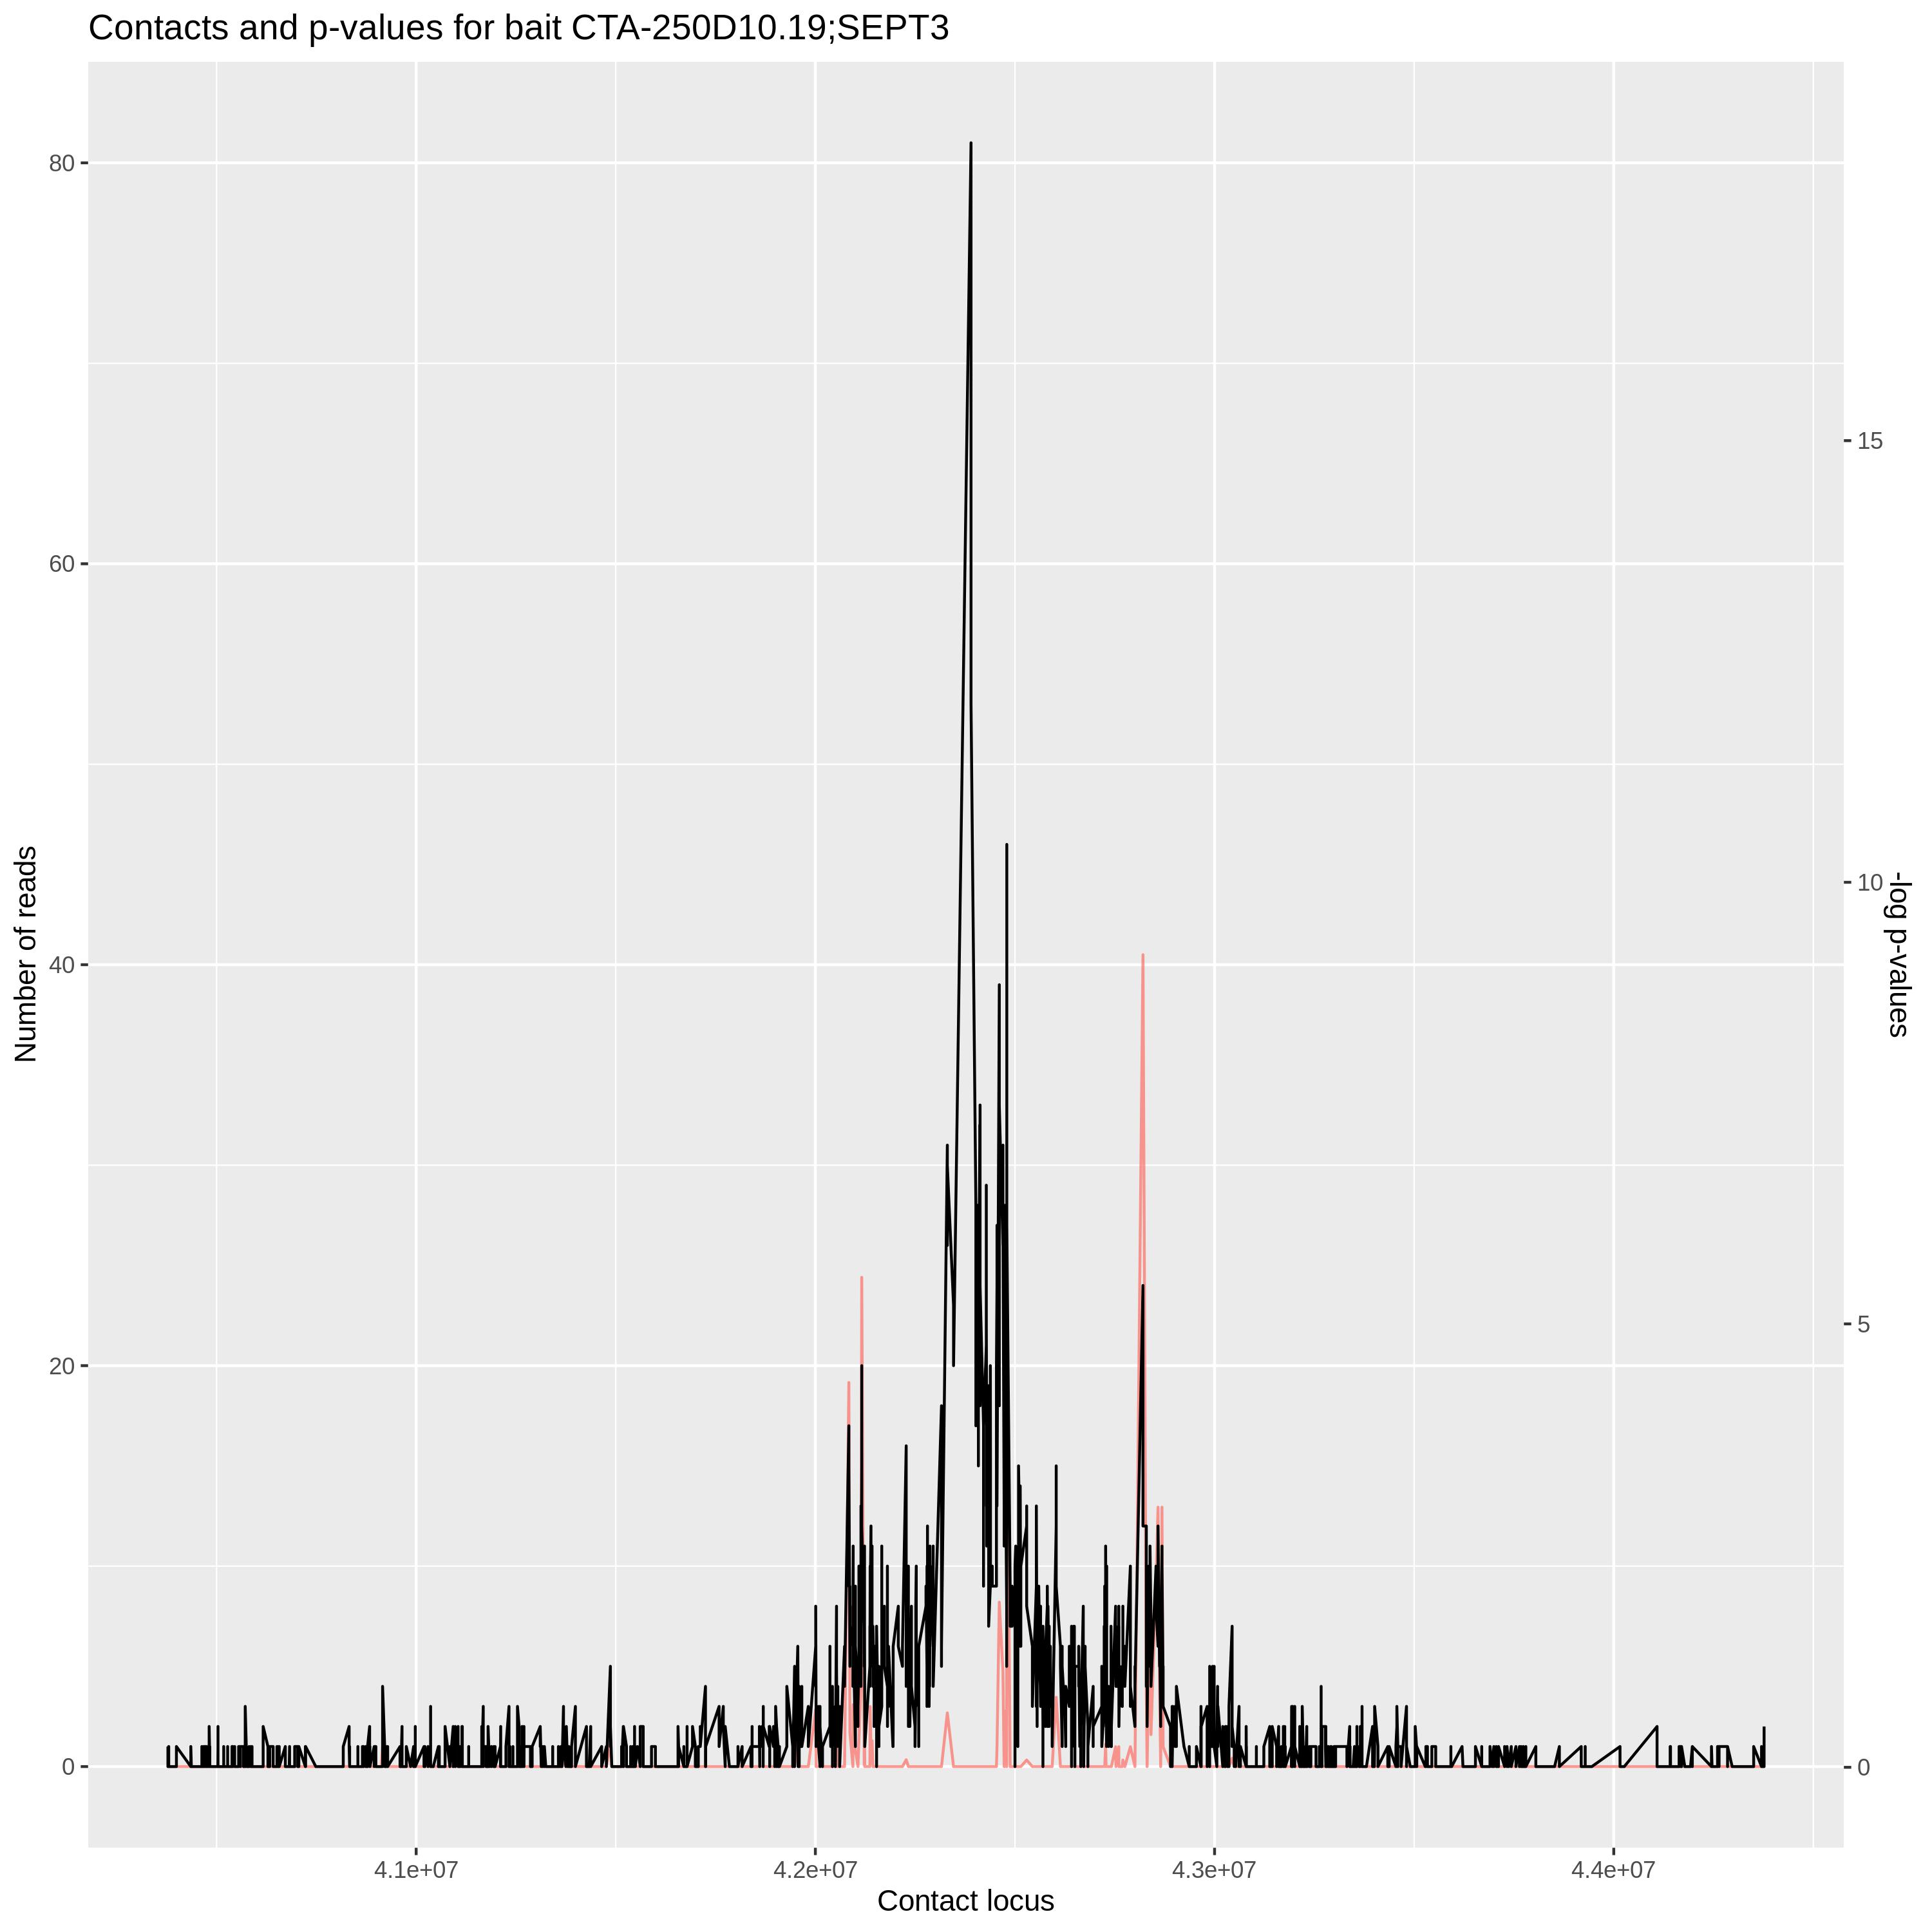 Contacts and p-values for bait CTA-250D10.19;SEPT3
80
60
40
20
0
Number of reads
15
10
5
0
-log p-values
4.1e+07
4.2e+07
4.3e+07
4.4e+07
Contact locus